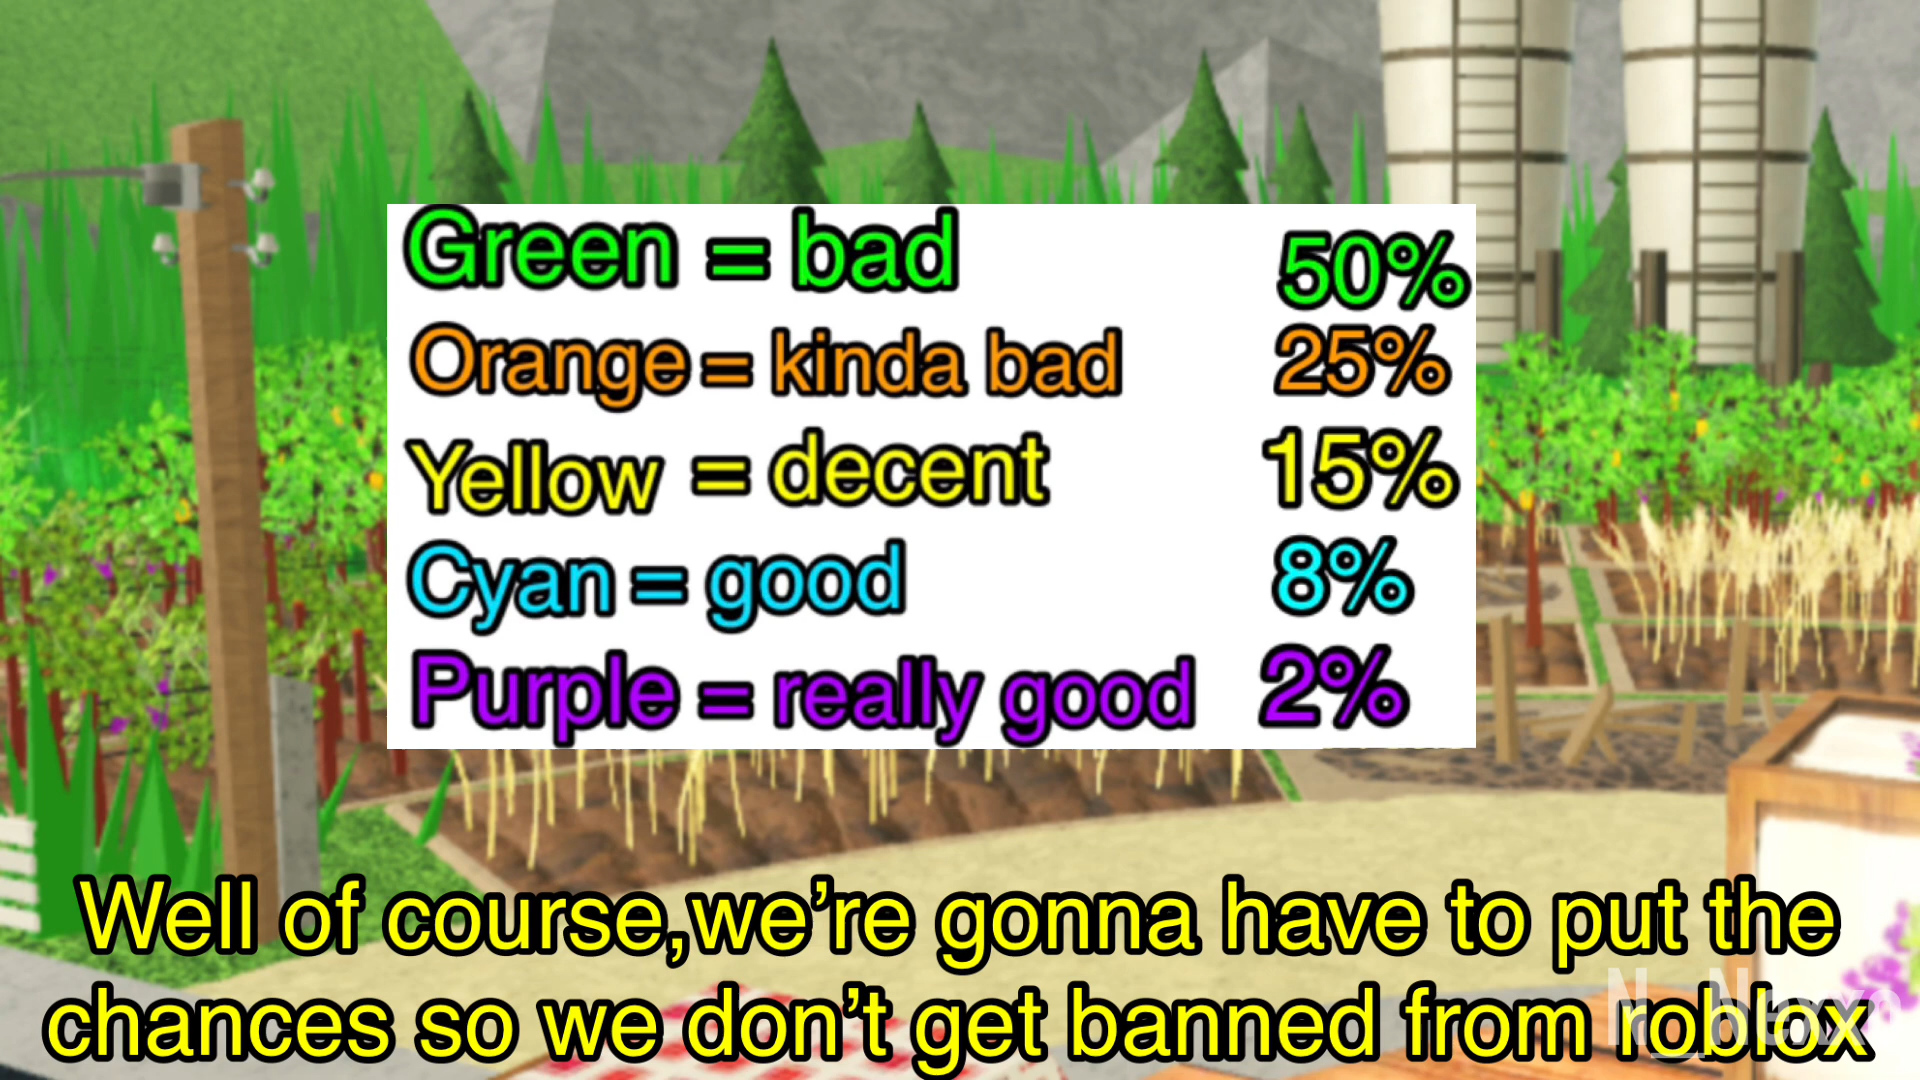 Green = bad 50%
Orange = kinda bad 25%
Yellow = decent 15%
Cyan = good 8%
Purple = really good 2%
Well of course,we're gonna have to put the
chances so we don't get banned from roblox